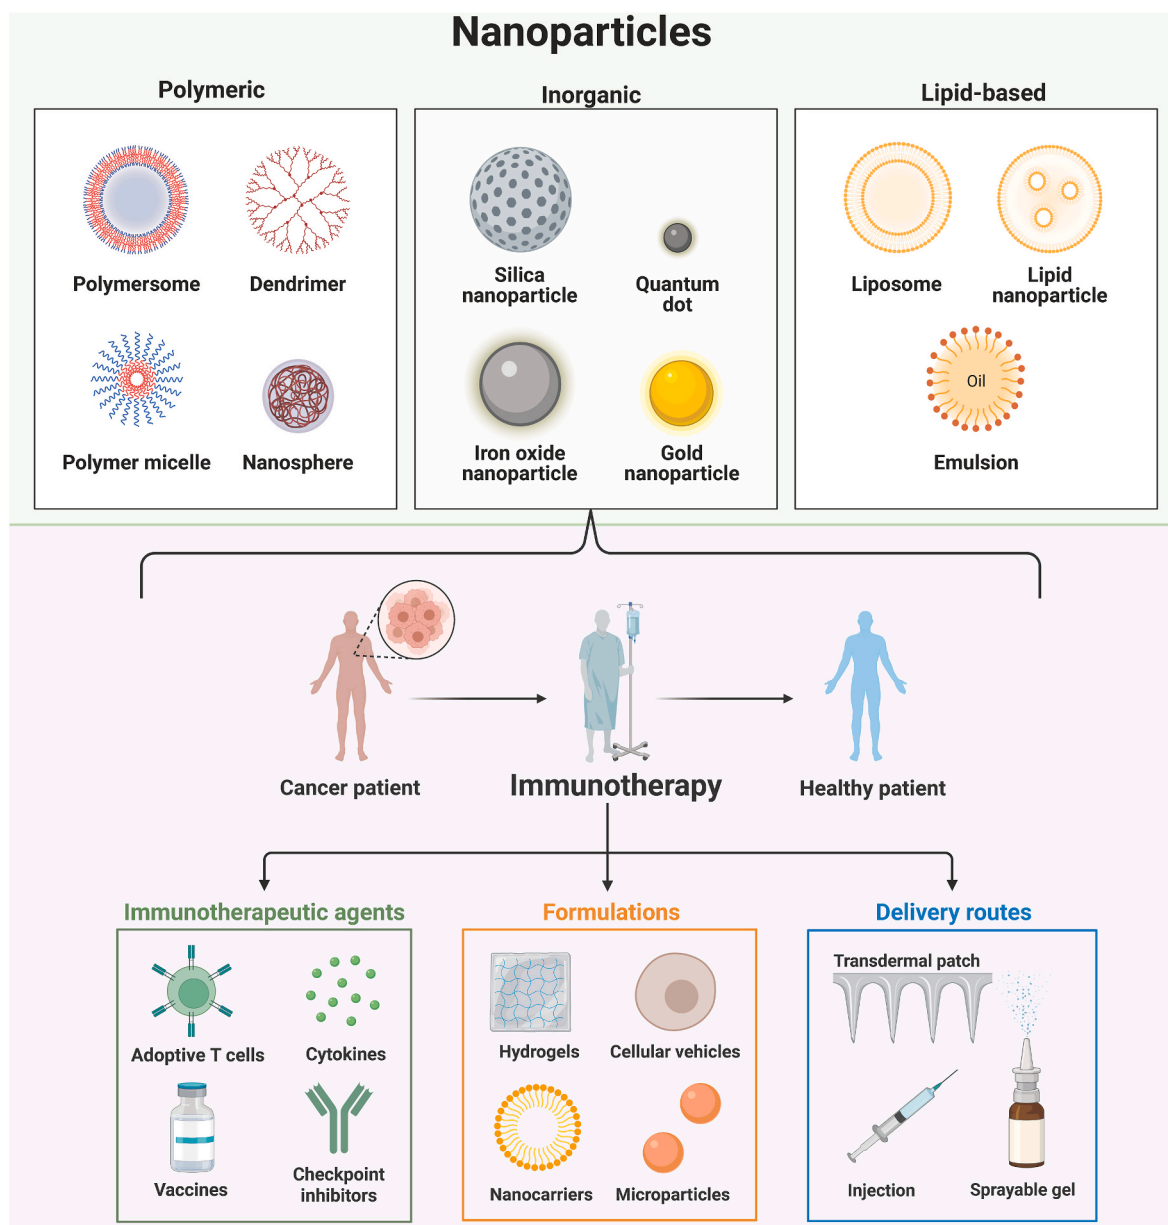 Nanoparticles
Polymeric
Inorganic
Lipid-based
Polymersome
Dendrimer
Polymer micelle
Nanosphere
Silica
nanoparticle
Quantum
dot
Iron oxide
nanoparticle
Gold
nanoparticle
Liposome
Lipid
nanoparticle
Oil
Emulsion
Cancer patient
Immunotherapy
Healthy patient
Immunotherapeutic agents
Adoptive T cells
Cytokines
Vaccines
Checkpoint
inhibitors
Formulations
Hydrogels
Cellular vehicles
Nanocarriers
Microparticles
Delivery routes
Transdermal patch
Injection
Sprayable gel